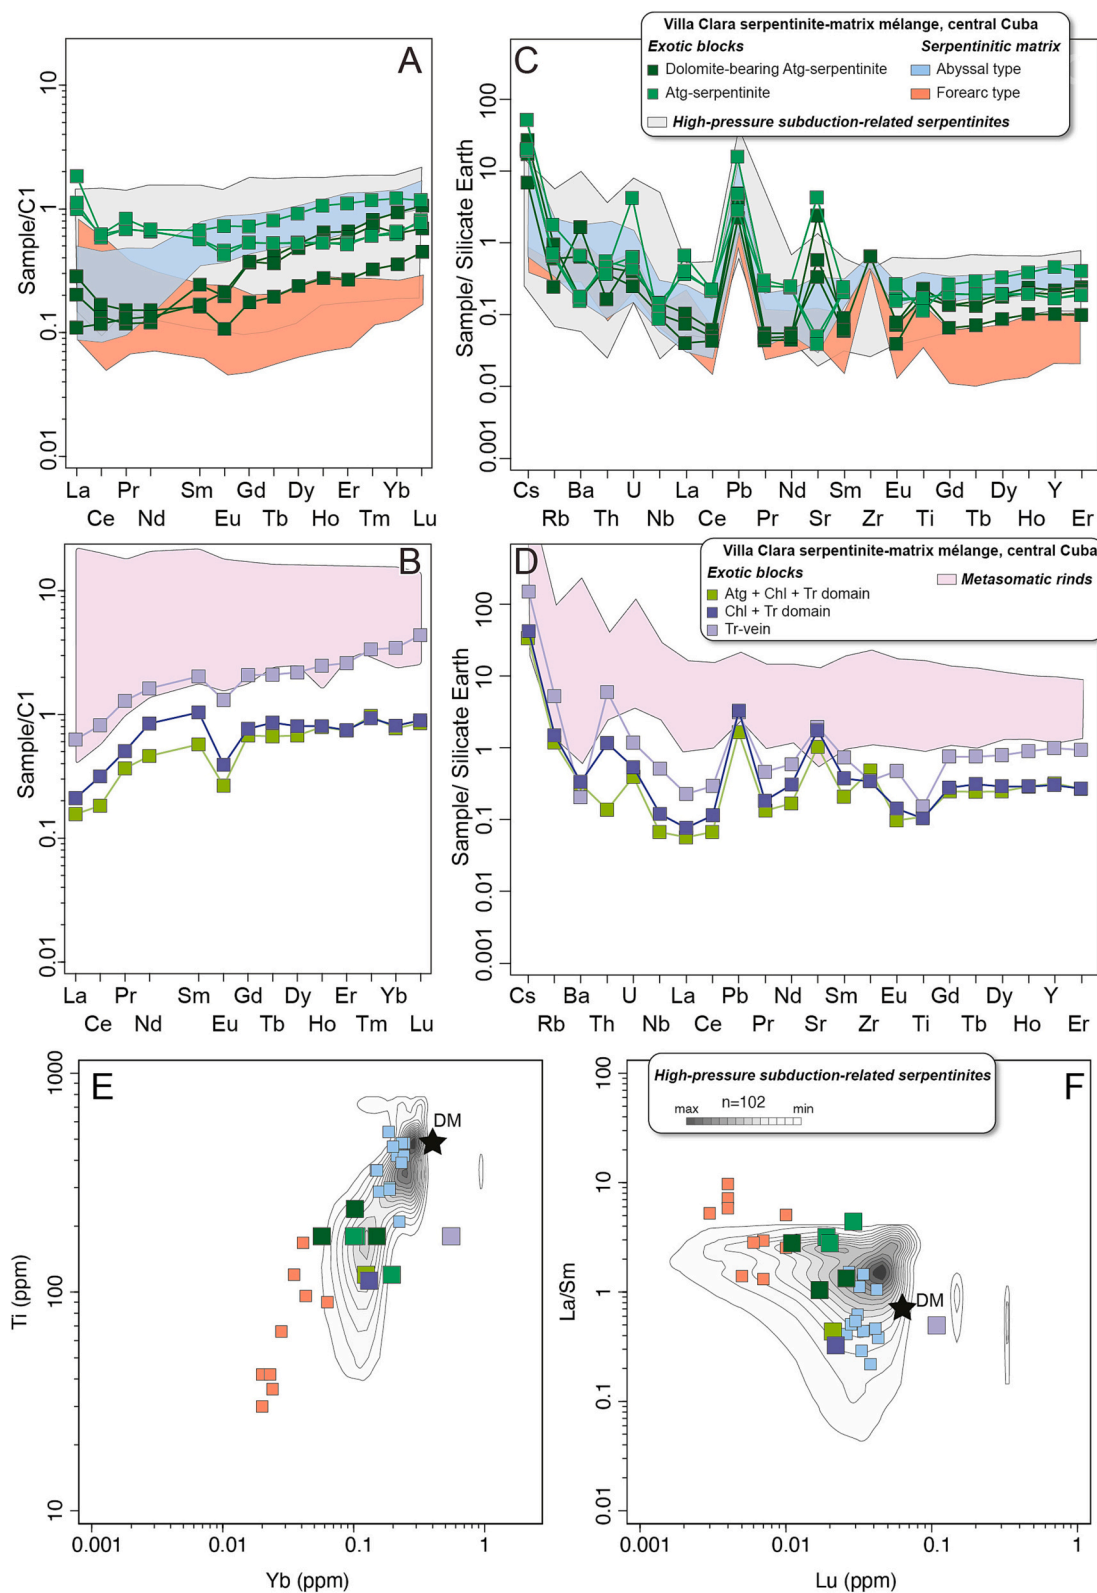 A
Sample/C1
10
1
0.1
0.01
La Pr Sm Gd Dy Er Yb
Ce Nd Eu Tb Ho Tm Lu
C
Villa Clara serpentinite-matrix mélange, central Cuba
Exotic blocks Serpentinitic matrix
Dolomite-bearing Atg-serpentinite Abyssal type
Atg-serpentinite Forearc type
High-pressure subduction-related serpentinites
Sample/ Silicate Earth
100
10
1
0.1
0.01
0.001
Cs Ba U La Pb Nd Sm Eu Gd Dy Y
Rb Th Nb Ce Pr Sr Zr Ti Tb Ho Er
B
Sample/C1
10
1
0.1
0.01
La Pr Sm Gd Dy Er Yb
Ce Nd Eu Tb Ho Tm Lu
D
Villa Clara serpentinite-matrix mélange, central Cuba
Exotic blocks Metasomatic rinds
Atg + Chl + Tr domain
Chl + Tr domain
Tr-vein
Sample/ Silicate Earth
100
10
1
0.1
0.01
0.001
Cs Ba U La Pb Nd Sm Eu Gd Dy Y
Rb Th Nb Ce Pr Sr Zr Ti Tb Ho Er
E
DM
Ti (ppm)
1000
100
10
0.001 0.01 0.1 1
Yb (ppm)
F
High-pressure subduction-related serpentinites
n=102
max min
DM
La/Sm
100
10
1
0.1
0.01
0.001 0.01 0.1 1
Lu (ppm)